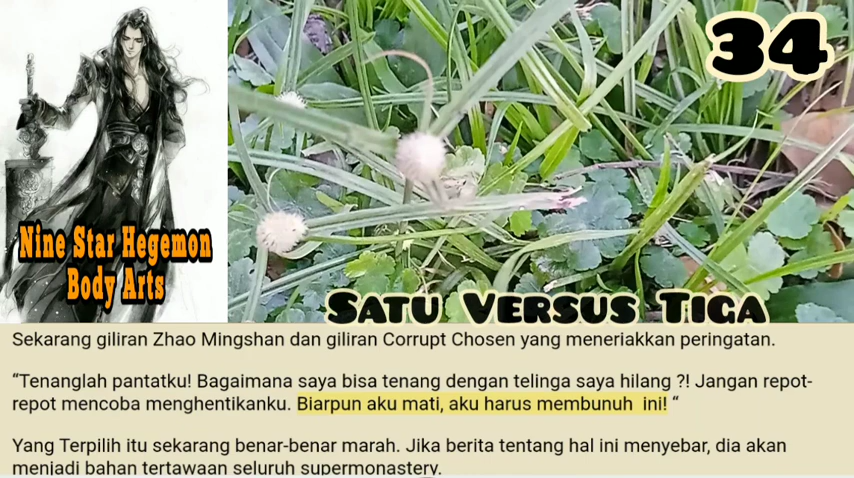 34
Nine Star Hegemon
Body Arts
Satu Versus Tiga
Sekarang giliran Zhao Mingshan dan giliran Corrupt Chosen yang meneriakkan peringatan.
“Tenanglah pantatku! Bagaimana saya bisa tenang dengan telinga saya hilang ?! Jangan repot-
repot mencoba menghentikanku. Biarpun aku mati, aku harus membunuh  ini! “
Yang Terpilih itu sekarang benar-benar marah. Jika berita tentang hal ini menyebar, dia akan
menjadi bahan tertawaan seluruh supermonastery.